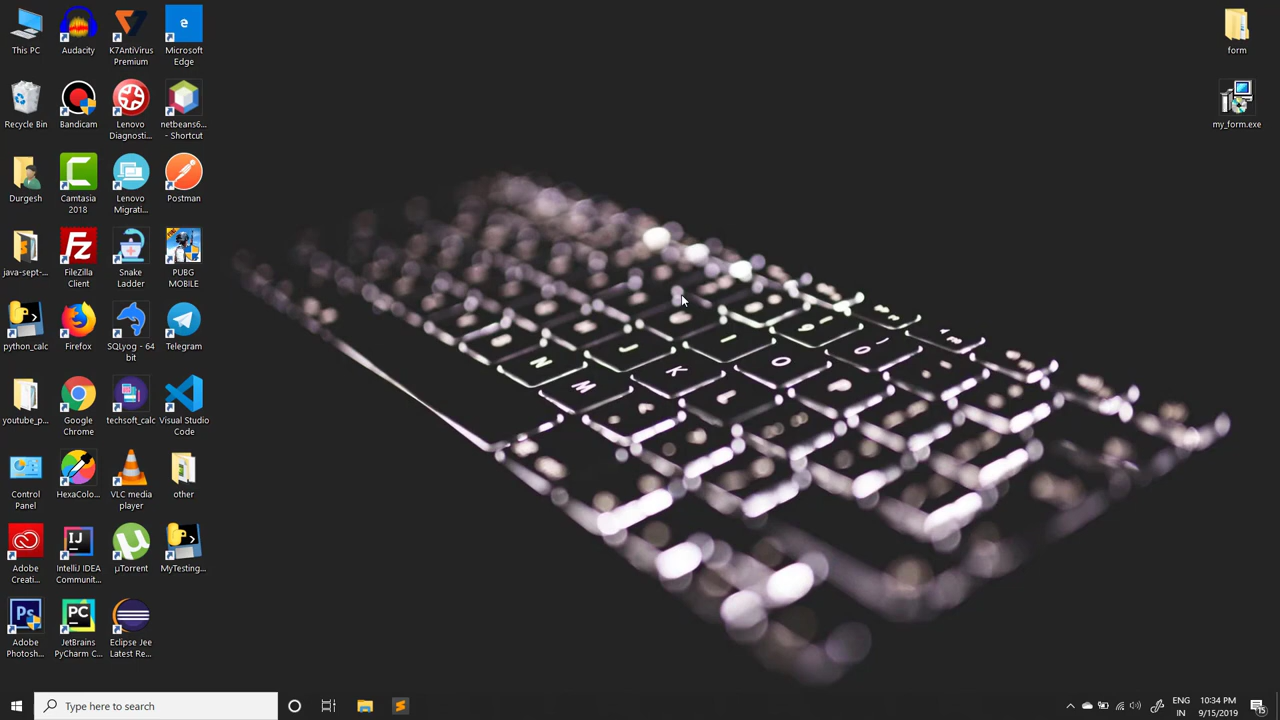 This PC
Audacity
K7AntiVirus
Premium
Microsoft
Edge
form
Recycle Bin
Bandicam
Lenovo
Diagnosti...
netbeans6...
- Shortcut
my_form.exe
Durgesh
Camtasia
2018
Lenovo
Migrati...
Postman
java-sept-...
FileZilla
Client
Snake
Ladder
PUBG
MOBILE
python_calc
Firefox
SQLyog - 64
bit
Telegram
youtube_p...
Google
Chrome
techsoft_calc
Visual Studio
Code
Control
Panel
HexaColo...
VLC media
player
other
Adobe
Creati...
IntelliJ IDEA
Communit...
µTorrent
MyTesting...
Adobe
Photosh...
JetBrains
PyCharm C...
Eclipse Jee
Latest Re...
N
J
I
9
M
K
O
0
Type here to search
ENG
IN
10:34 PM
9/15/2019
15